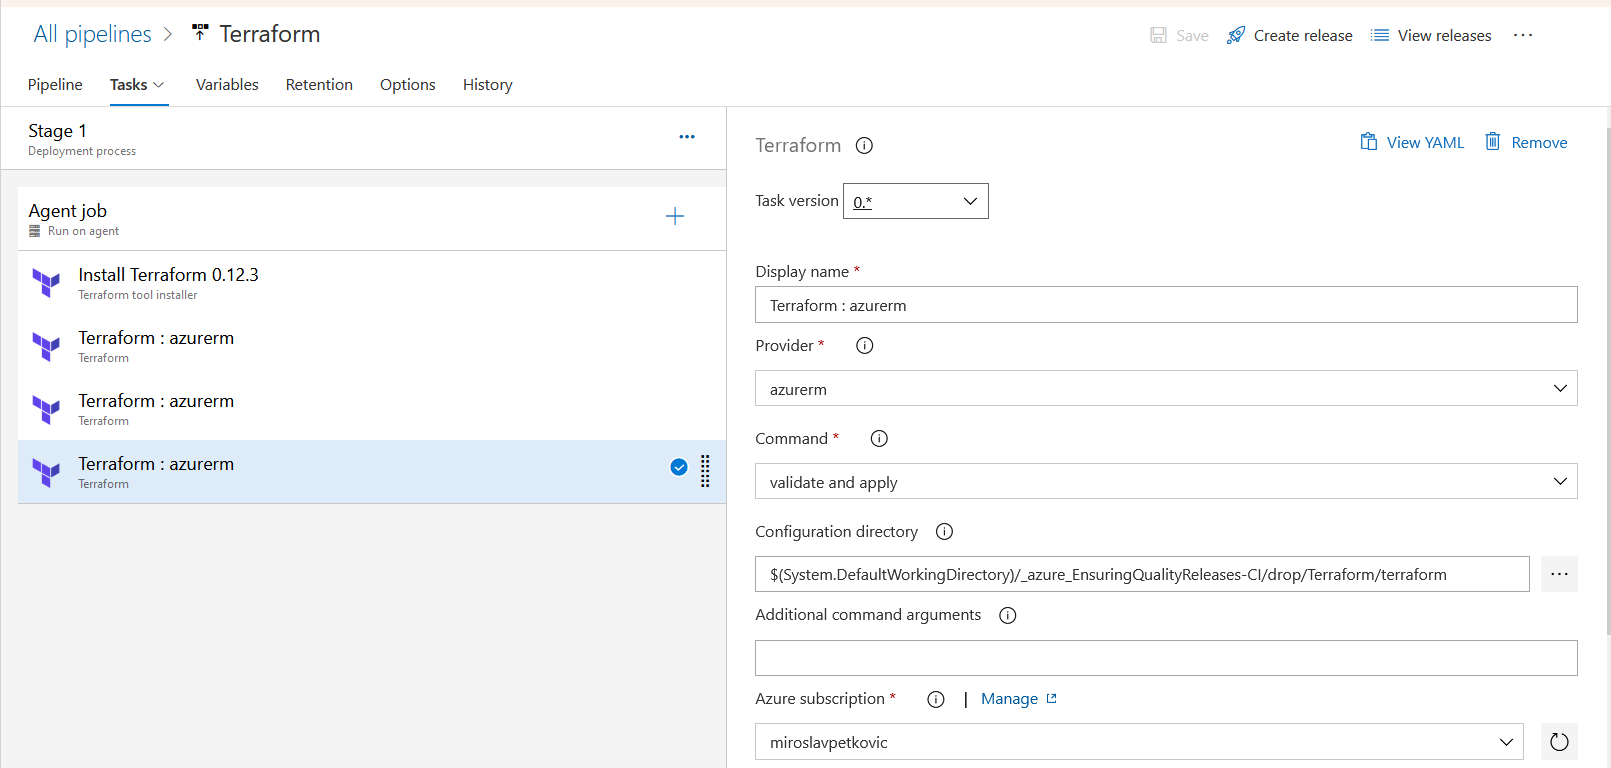 All pipelines > Terraform
Save Create release View releases ...
Pipeline Tasks Variables Retention Options History
Stage 1
Deployment process
Agent job
Run on agent
Install Terraform 0.12.3
Terraform tool installer
Terraform : azurerm
Terraform
Terraform : azurerm
Terraform
Terraform : azurerm
Terraform
Terraform
View YAML Remove
Task version 0.*
Display name *
Terraform : azurerm
Provider *
azurerm
Command *
validate and apply
Configuration directory
$(System.DefaultWorkingDirectory)/_azure_EnsuringQualityReleases-CI/drop/Terraform/terraform
Additional command arguments
Azure subscription * | Manage
miroslavpetkovic